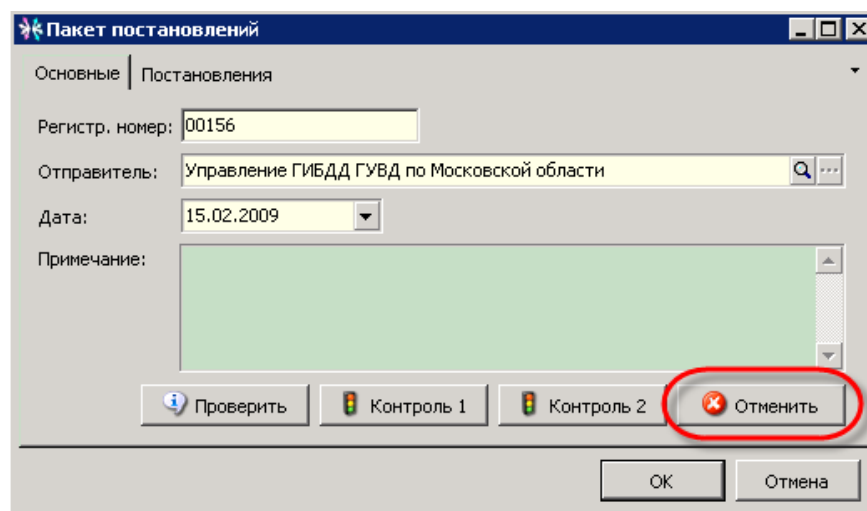 Пакет постановлений
Основные Постановления
Регистр. номер: 00156
Отправитель: Управление ГИБДД ГУВД по Московской области
Дата: 15.02.2009
Примечание:
Проверить Контроль 1 Контроль 2 Отменить
OK Отмена